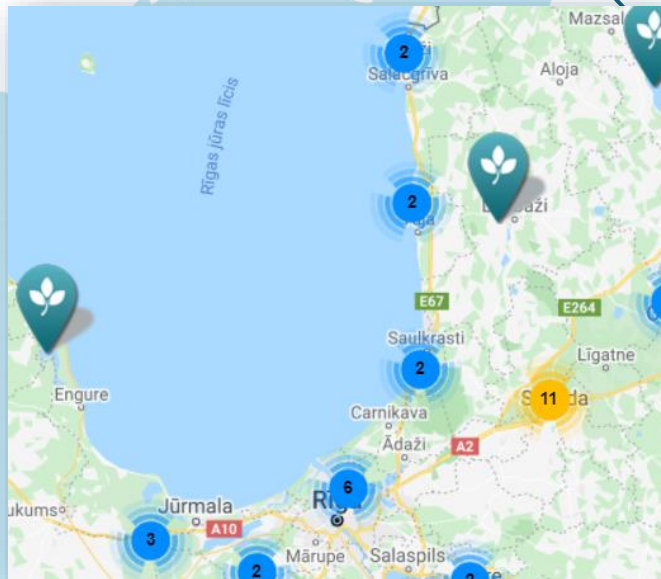 Mazsal
2
Salacgrīva
Aloja
Rīgas jūras līcis
2
E67
E264
Saulkrasti
2
Līgatne
Engure
11
Carnikava
Ādaži
A2
6
Jūrmala
A10
ukums
3
Mārupe
Salaspils
2